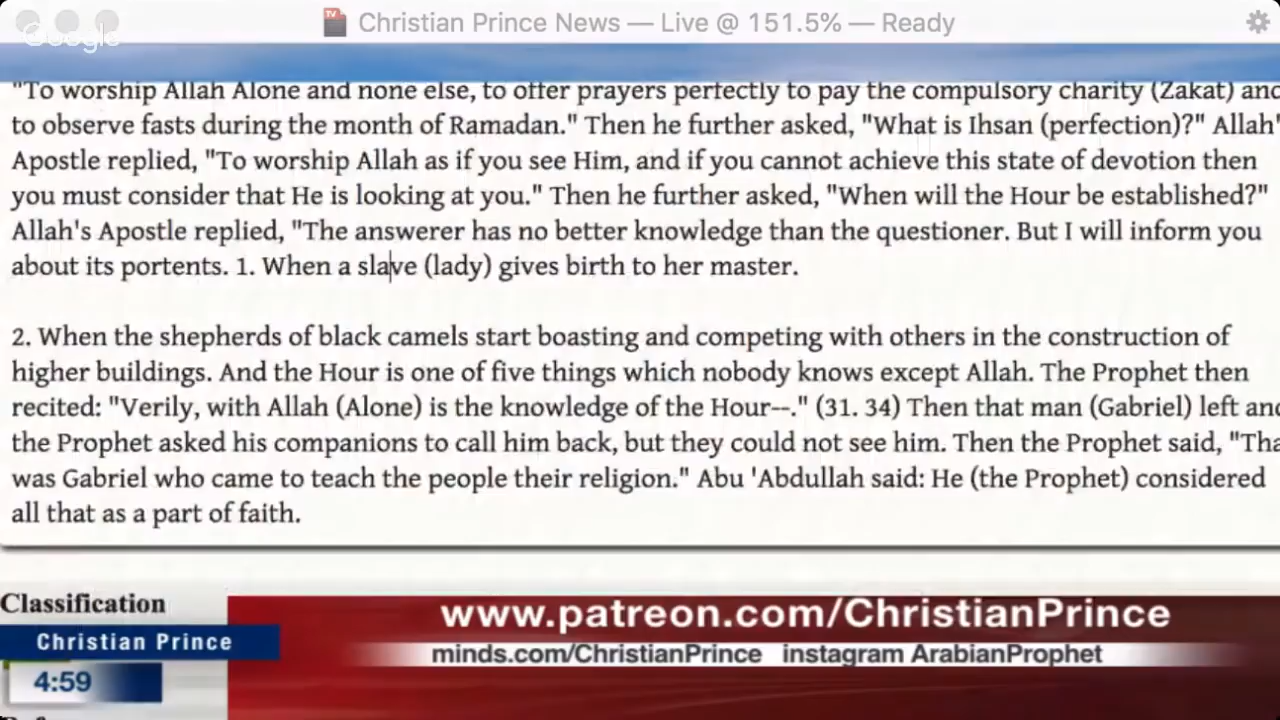 Christian Prince News — Live @ 151.5% — Ready
Google
"To worship Allah Alone and none else, to offer prayers perfectly to pay the compulsory charity (Zakat) and
to observe fasts during the month of Ramadan." Then he further asked, "What is Ihsan (perfection)?" Allah'
Apostle replied, "To worship Allah as if you see Him, and if you cannot achieve this state of devotion then
you must consider that He is looking at you." Then he further asked, "When will the Hour be established?"
Allah's Apostle replied, "The answerer has no better knowledge than the questioner. But I will inform you
about its portents. 1. When a slave (lady) gives birth to her master.
2. When the shepherds of black camels start boasting and competing with others in the construction of
higher buildings. And the Hour is one of five things which nobody knows except Allah. The Prophet then
recited: "Verily, with Allah (Alone) is the knowledge of the Hour--." (31. 34) Then that man (Gabriel) left and
the Prophet asked his companions to call him back, but they could not see him. Then the Prophet said, "Tha
was Gabriel who came to teach the people their religion." Abu 'Abdullah said: He (the Prophet) considered
all that as a part of faith.
Classification
Christian Prince
4:59
www.patreon.com/ChristianPrince
minds.com/ChristianPrince instagram ArabianProphet